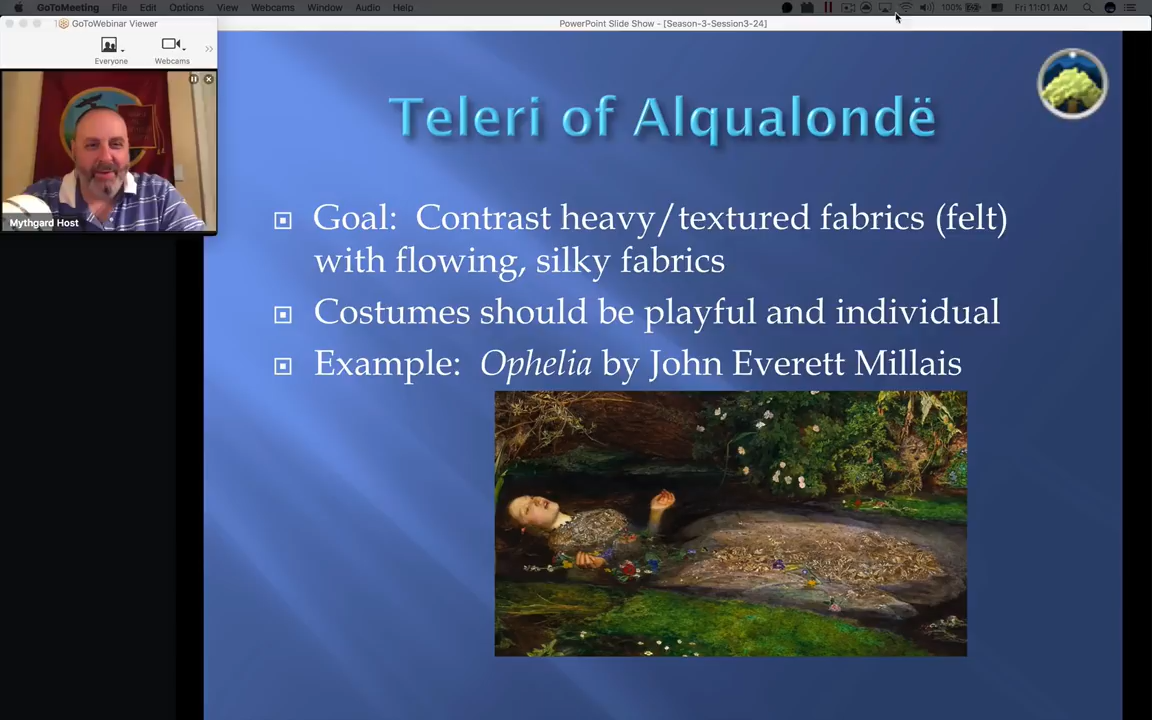 GoToMeeting File Edit Options View Webcams Window Audio Help 100% Fri 11:01 AM
GoToWebinar Viewer
PowerPoint Slide Show - [Season-3-Session3-24]
Everyone
Webcams
Mythgard Host
Teleri of Alqualondë
Goal: Contrast heavy/textured fabrics (felt)
with flowing, silky fabrics
Costumes should be playful and individual
Example: Ophelia by John Everett Millais